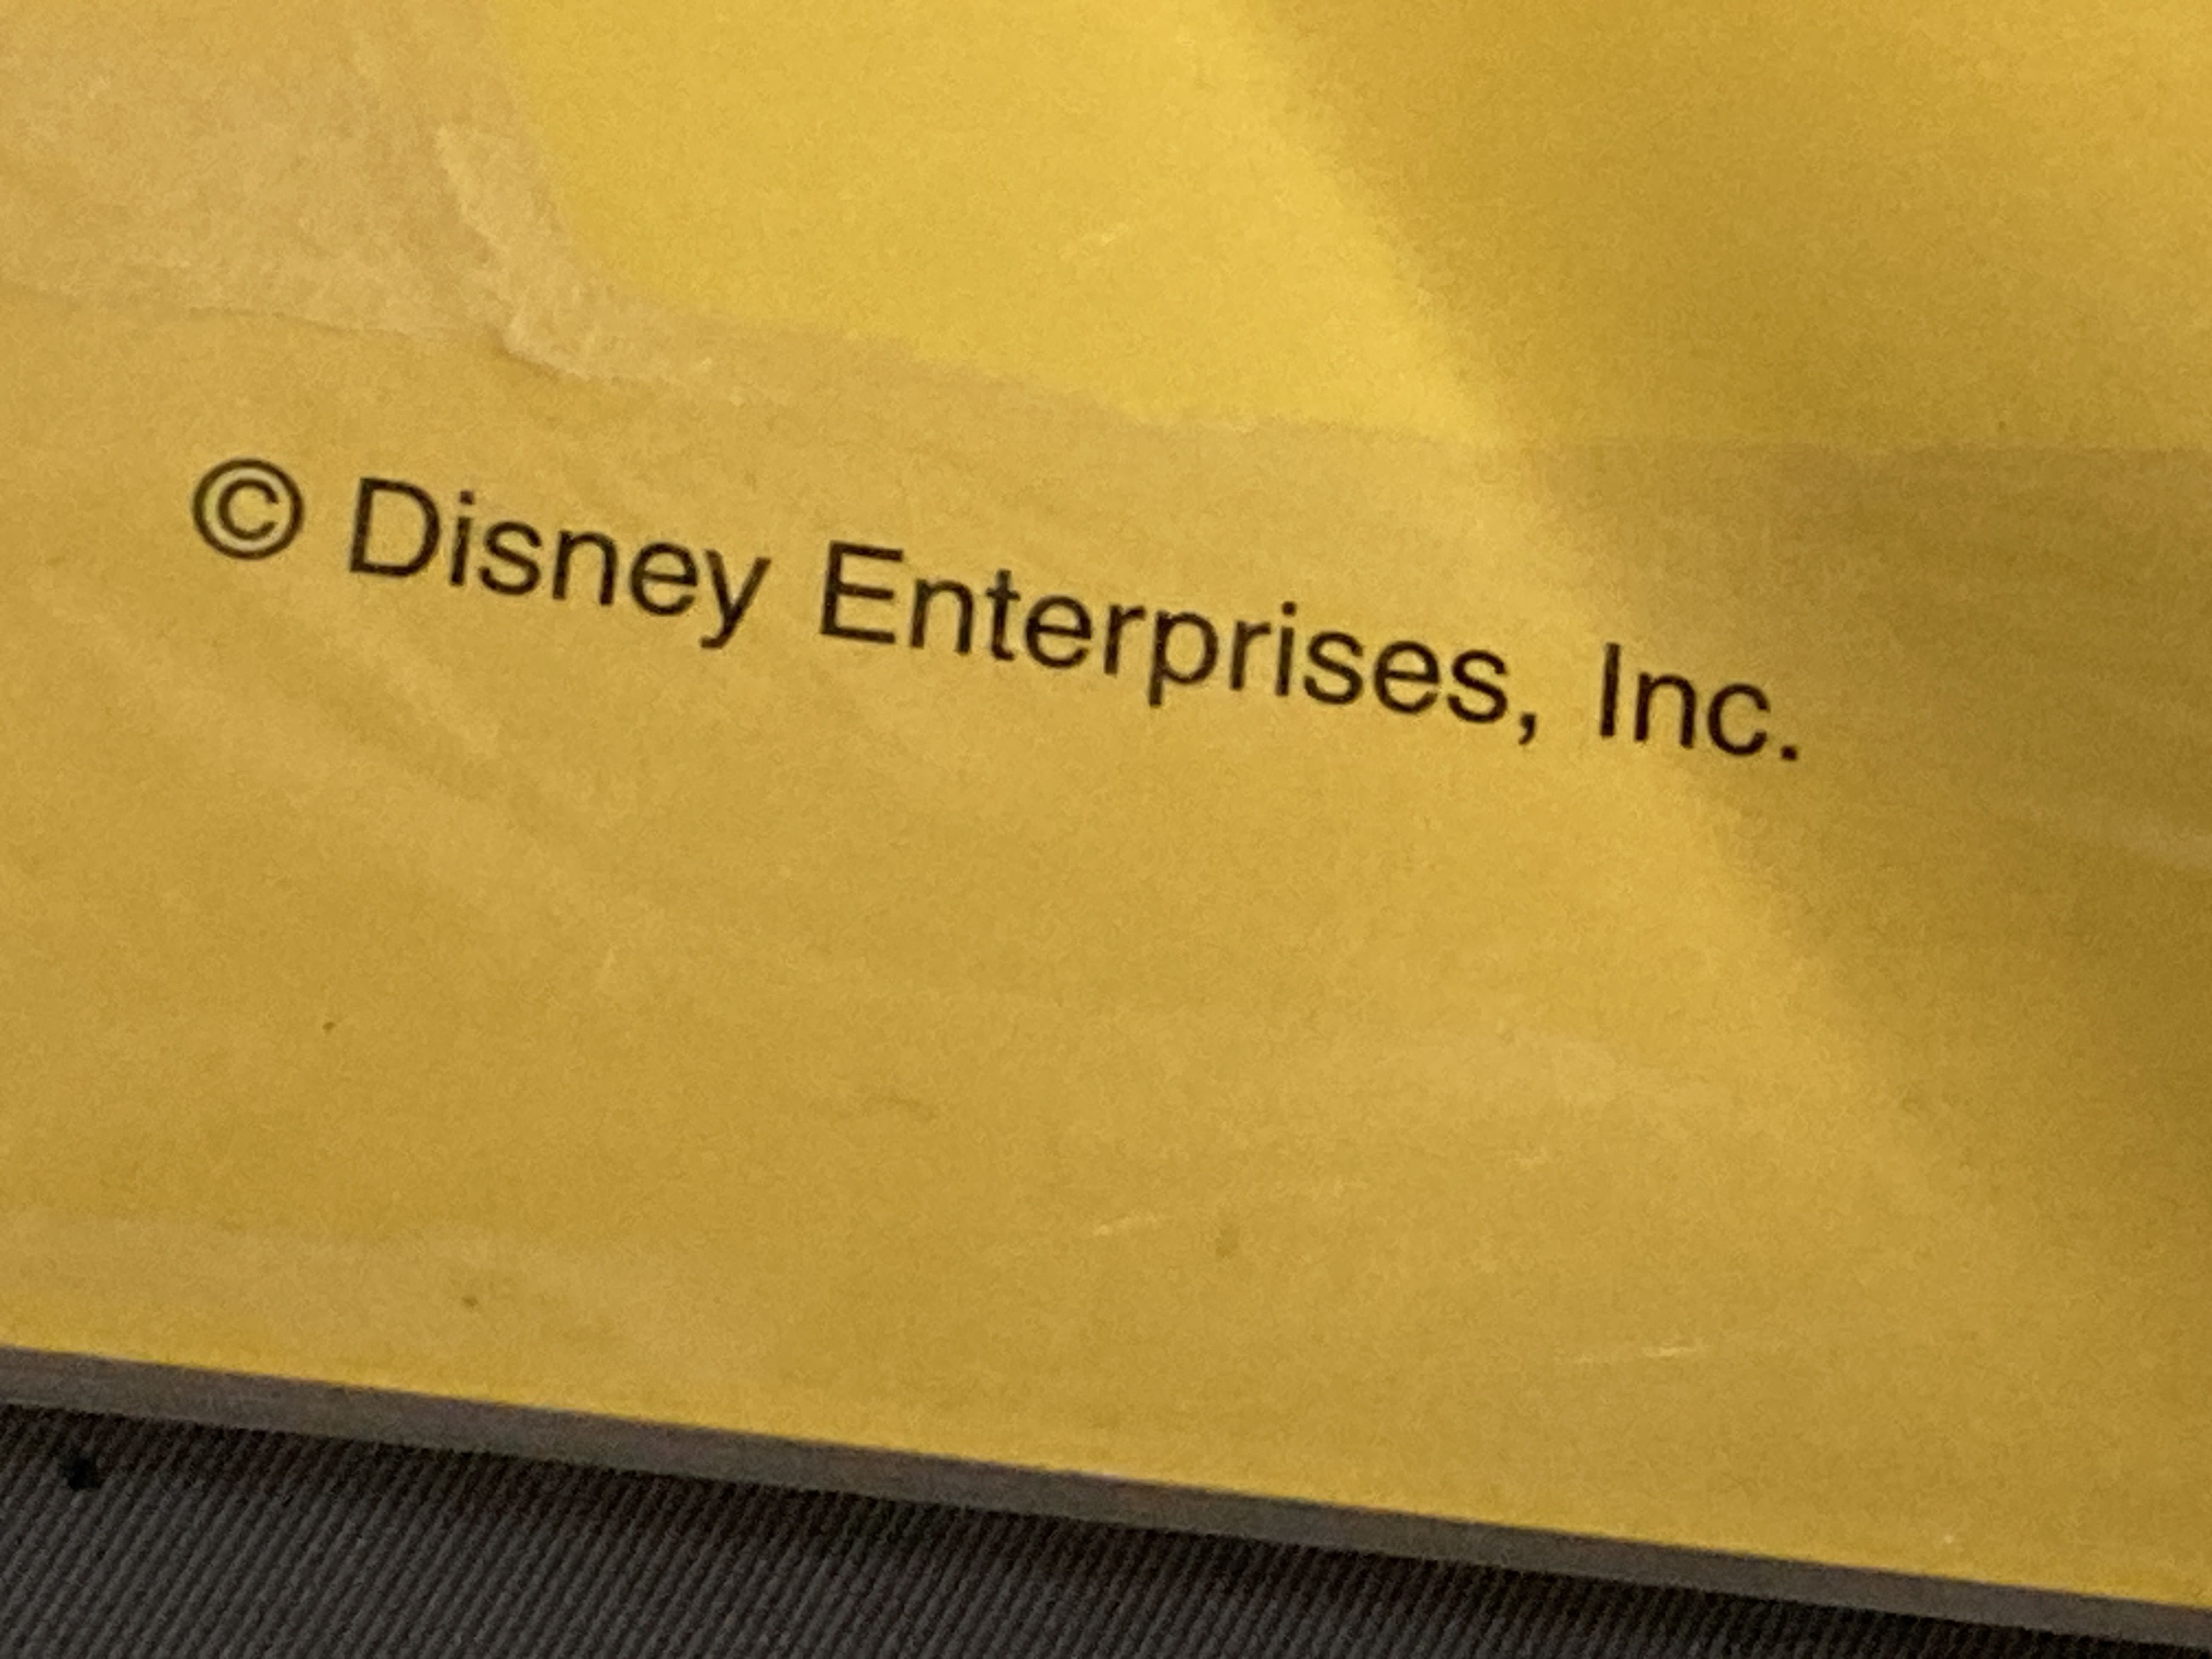 © Disney Enterprises, Inc.